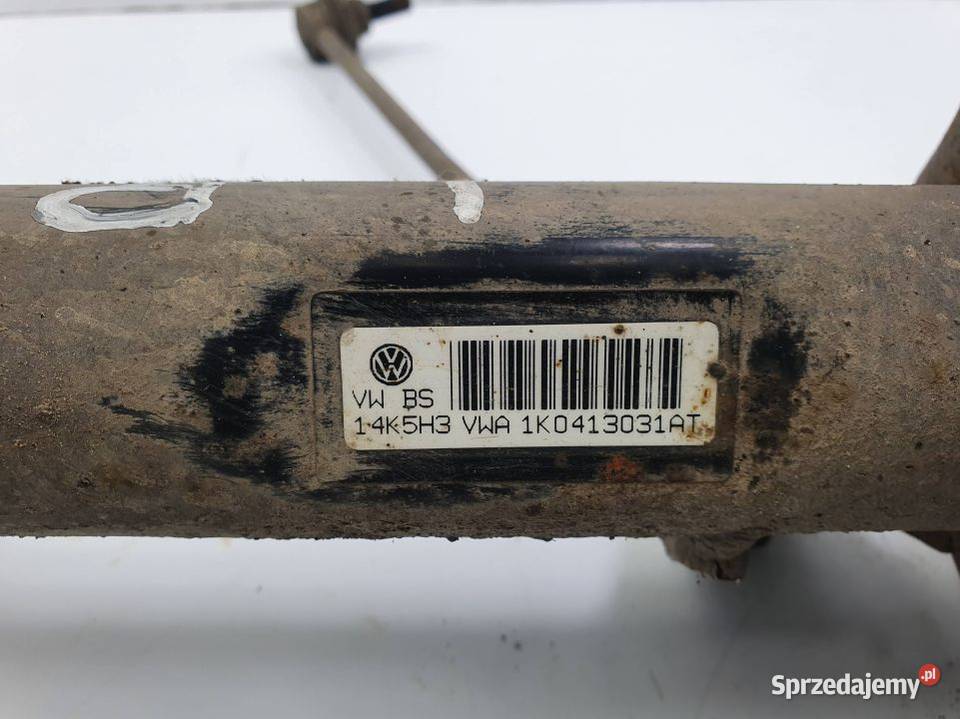 VW BS
14K5H3 VWA 1K0413031AT
Sprzedajemy.pl